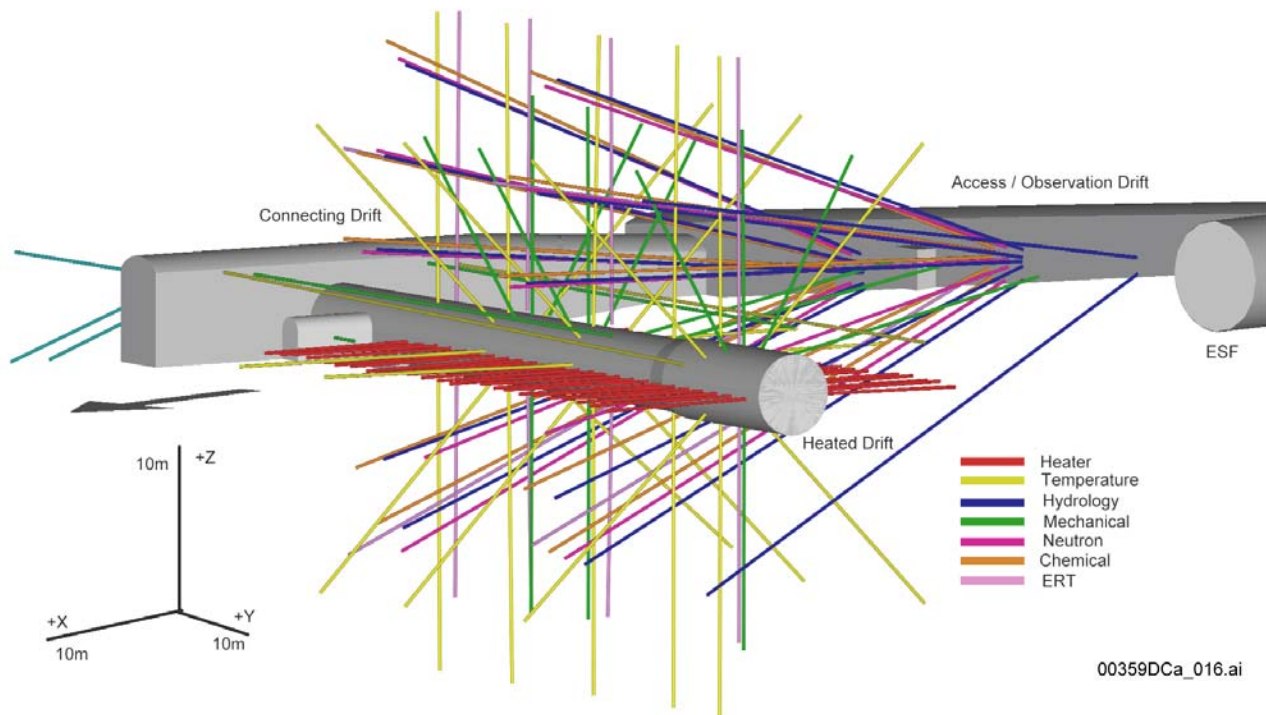 Access / Observation Drift
Connecting Drift
ESF
Heated Drift
Heater
Temperature
Hydrology
Mechanical
Neutron
Chemical
ERT
+Z
10m
+X
10m
+Y
10m
00359DCa_016.ai